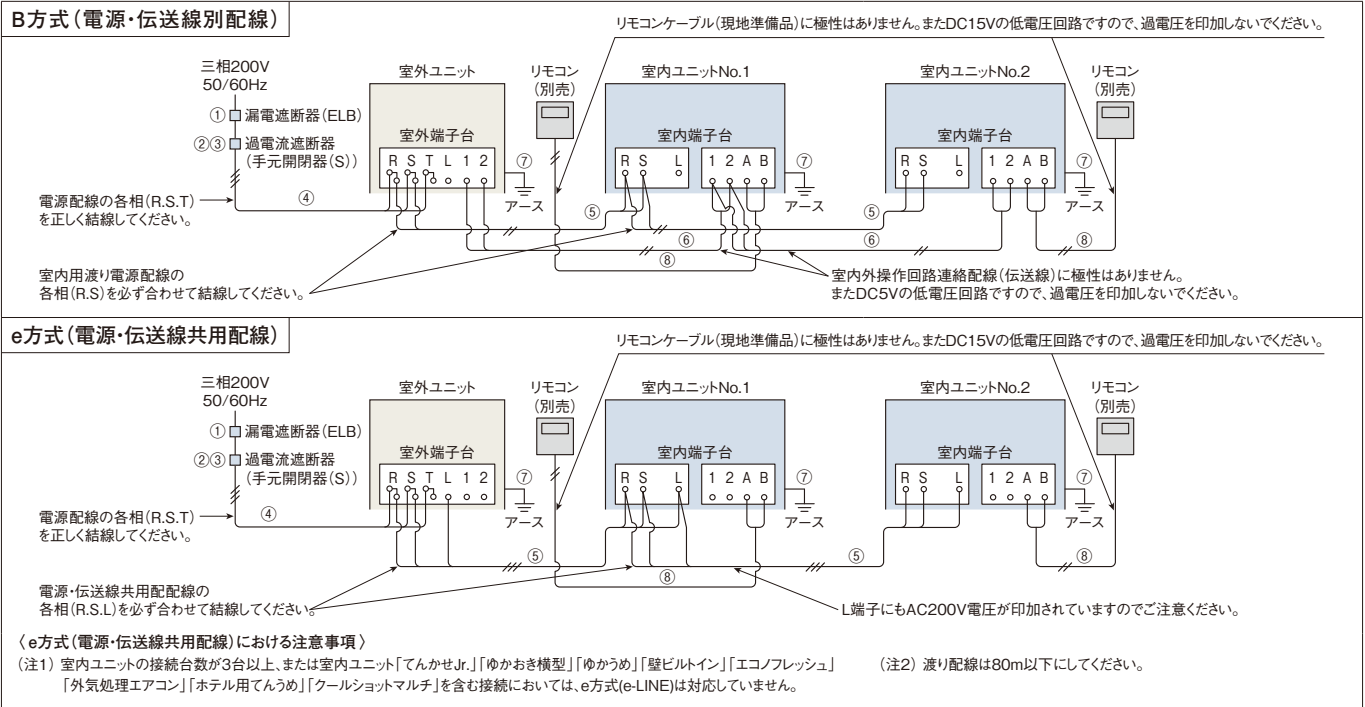 B方式(電源・伝送線別配線)
リモコンケーブル(現地準備品)に極性はありません。またDC15Vの低電圧回路ですので、過電圧を印加しないでください。
三相200V
50/60Hz
① 漏電遮断器(ELB)
②③ 過電流遮断器
(手元開閉器(S))
電源配線の各相(R.S.T)
を正しく結線してください。
④
室外ユニット
室外端子台
R S T L 1 2
⑦
アース
リモコン
(別売)
室内ユニットNo.1
室内端子台
R S L 1 2 A B
⑦
アース
室内ユニットNo.2
室内端子台
R S L 1 2 A B
⑦
アース
リモコン
(別売)
⑤
⑤
⑥
⑥
⑧
⑧
室内用渡り電源配線の
各相(R.S)を必ず合わせて結線してください。
室内外操作回路連絡配線(伝送線)に極性はありません。
またDC5Vの低電圧回路ですので、過電圧を印加しないでください。
e方式(電源・伝送線共用配線)
リモコンケーブル(現地準備品)に極性はありません。またDC15Vの低電圧回路ですので、過電圧を印加しないでください。
三相200V
50/60Hz
① 漏電遮断器(ELB)
②③ 過電流遮断器
(手元開閉器(S))
電源配線の各相(R.S.T)
を正しく結線してください。
④
室外ユニット
室外端子台
R S T L 1 2
⑦
アース
リモコン
(別売)
室内ユニットNo.1
室内端子台
R S L 1 2 A B
⑦
アース
室内ユニットNo.2
室内端子台
R S L 1 2 A B
⑦
アース
リモコン
(別売)
⑤
⑤
⑧
⑧
電源・伝送線共用配配線の
各相(R.S.L)を必ず合わせて結線してください。
L端子にもAC200V電圧が印加されていますのでご注意ください。
〈e方式(電源・伝送線共用配線)における注意事項〉
(注1) 室内ユニットの接続台数が3台以上、または室内ユニット「てんかせJr.」「ゆかおき横型」「ゆかうめ」「壁ビルトイン」「エコノフレッシュ」
「外気処理エアコン」「ホテル用てんうめ」「クールショットマルチ」を含む接続においては、e方式(e-LINE)は対応していません。
(注2) 渡り配線は80m以下にしてください。